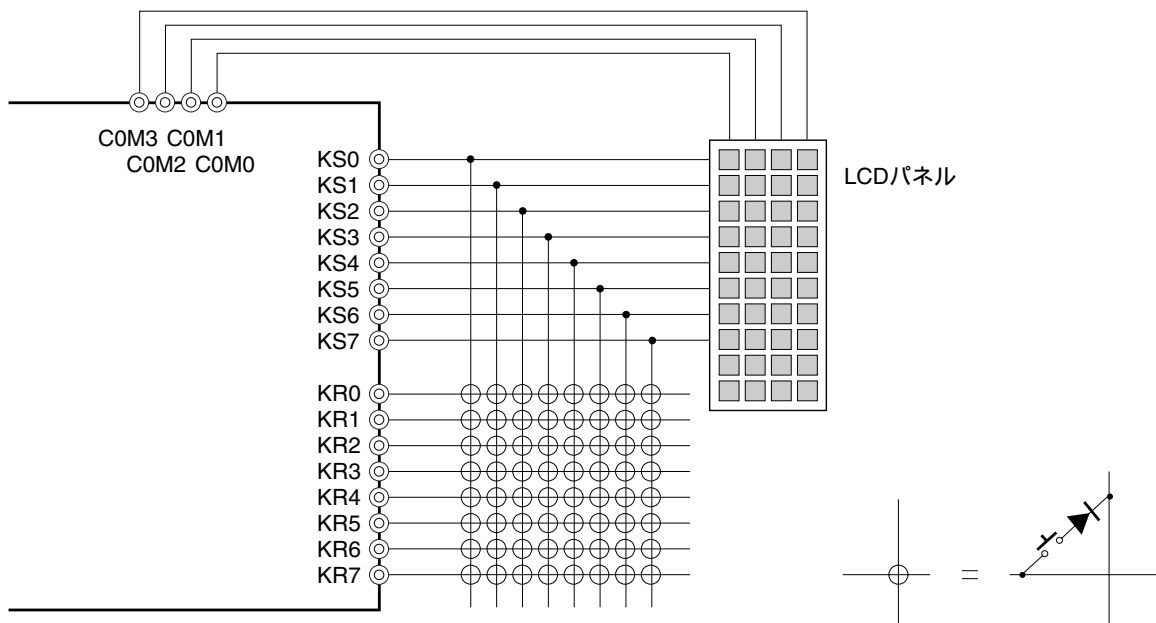 C0M3 C0M1
C0M2 C0M0
KS0
KS1
KS2
KS3
KS4
KS5
KS6
KS7
LCDパネル
KR0
KR1
KR2
KR3
KR4
KR5
KR6
KR7
=